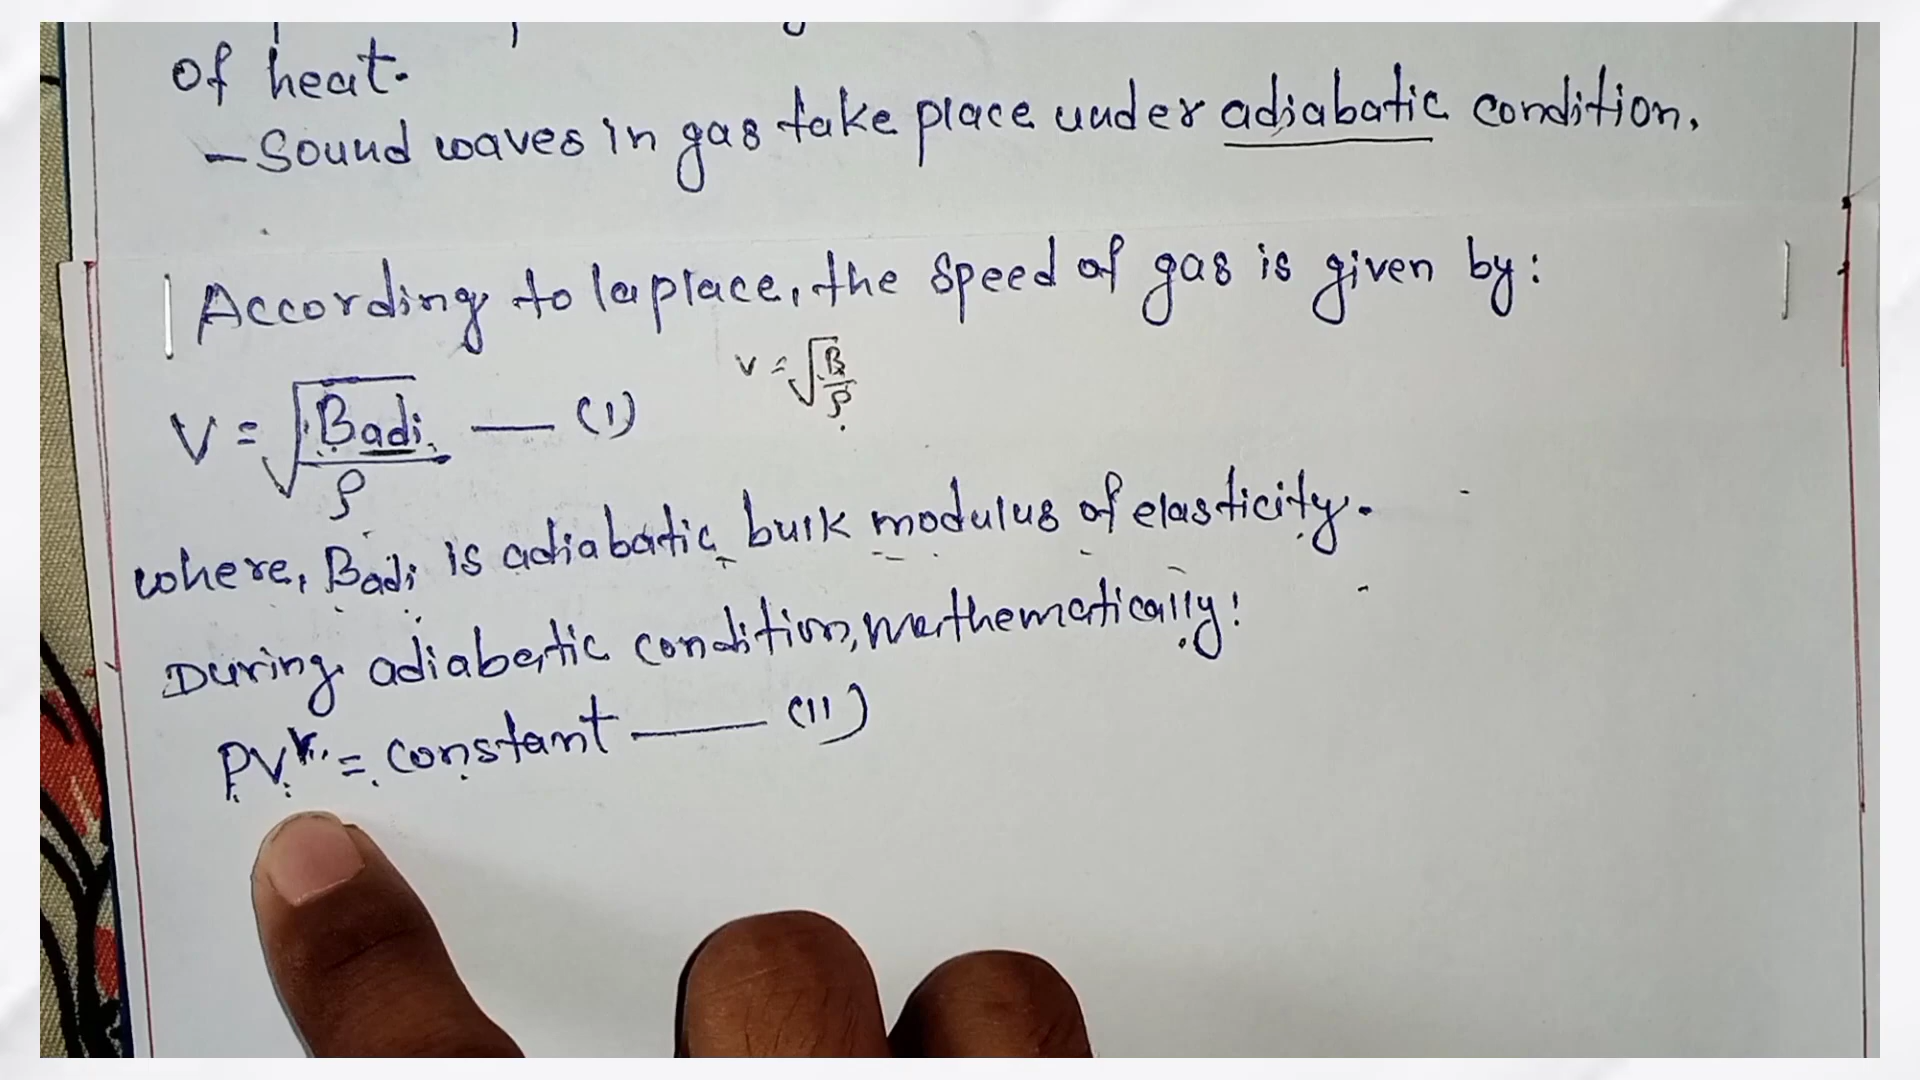 of heat.
- Sound waves in gas take place under adiabatic condition.
According to laplace, the speed of gas is given by:
V = √B/ρ
V = √Badi/ρ — (I)
where, Badi is adiabatic bulk modulus of elasticity.
During adiabatic condition, mathematically:
PVʳ = constant — (II)